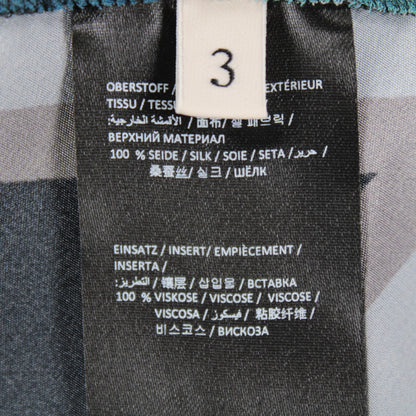 3
OBERSTOFF / EXTÉRIEUR
TISSU / TESSU
面布 / 쉘 패브릭 / الأقمشة الخارجية:
ВЕРХНИЙ МАТЕРИАЛ
100 % SEIDE / SILK / SOIE / SETA / حرير /
桑蚕丝 / 실크 / ШЁЛК
EINSATZ / INSERT/ EMPIÈCEMENT /
INSERTA /
التطريز: / 镶层 / 삽입물 / ВСТАВКА
100 % VISKOSE / VISCOSE / VISCOSE /
VISCOSA / فيسكوز / 粘胶纤维 /
비스코스 / ВИСКОЗА